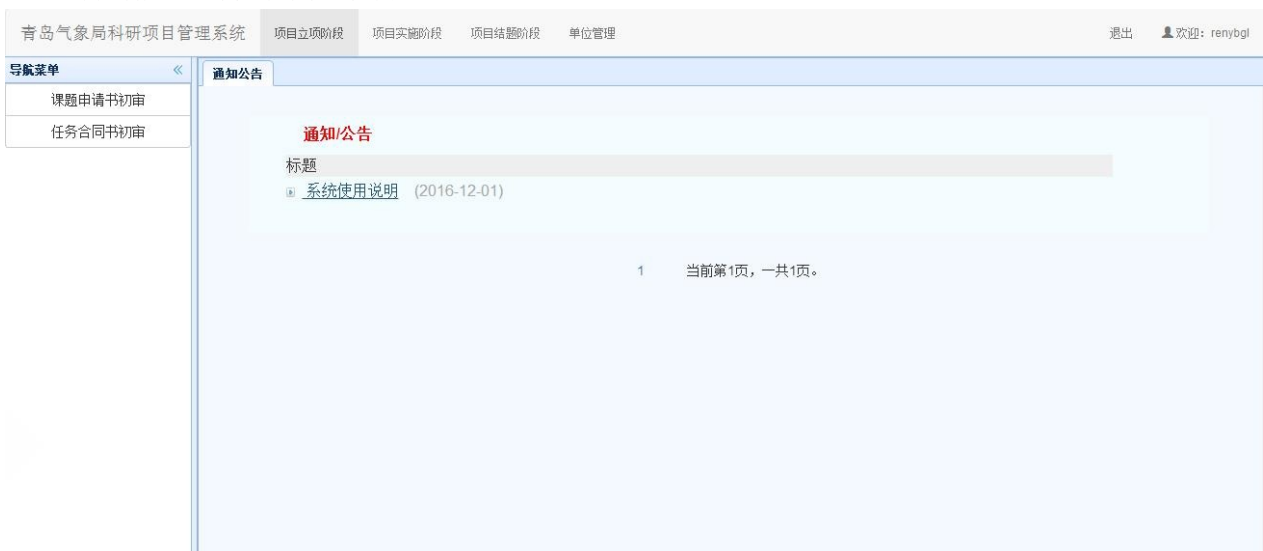 青岛气象局科研项目管理系统 项目立项阶段 项目实施阶段 项目结题阶段 单位管理 退出 欢迎：renybgl
导航菜单 《 通知公告
课题申请书初审
任务合同书初审
通知/公告
标题
系统使用说明 (2016-12-01)
1 当前第1页，一共1页。